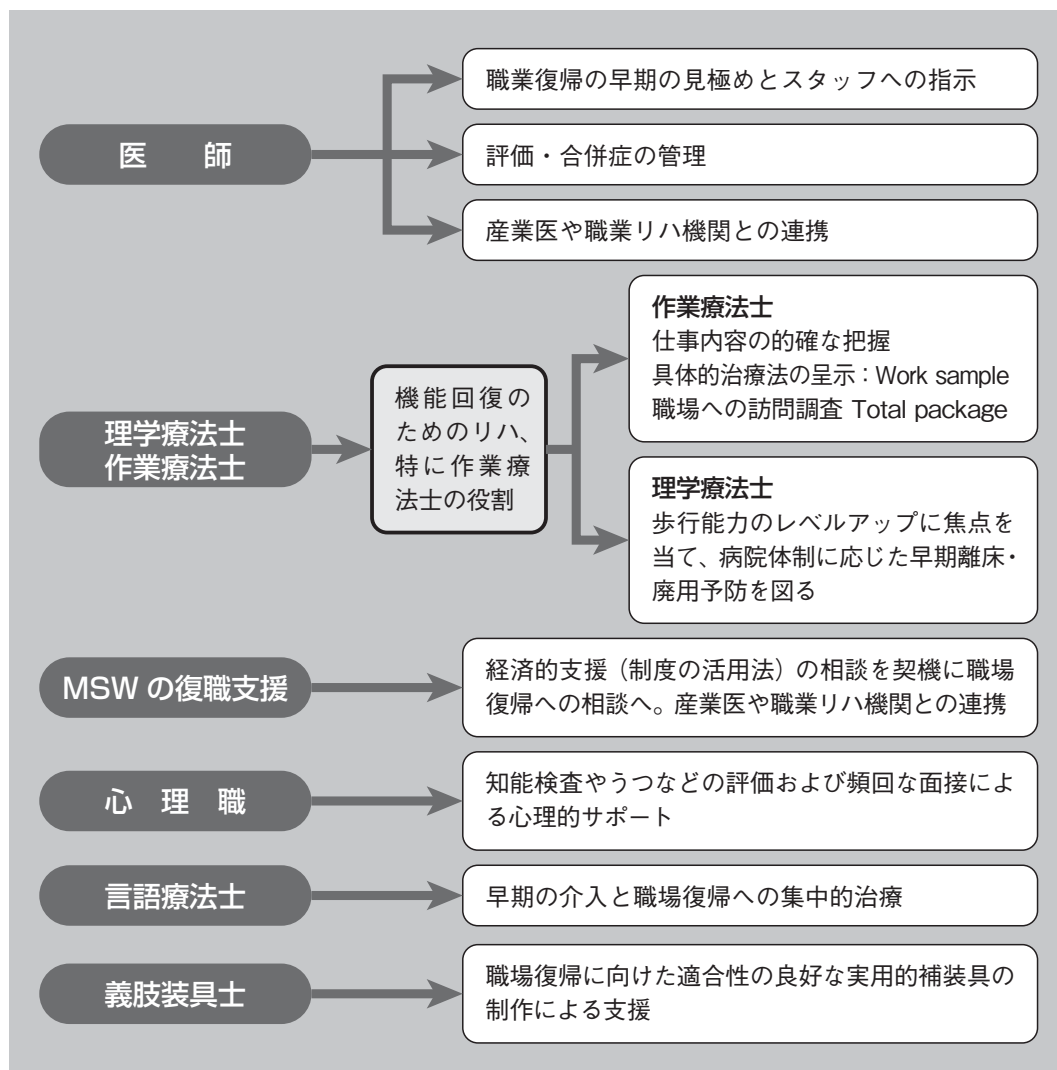 医　師
職業復帰の早期の見極めとスタッフへの指示
評価・合併症の管理
産業医や職業リハ機関との連携
理学療法士
作業療法士
機能回復の
ためのリハ、
特に作業療
法士の役割
作業療法士
仕事内容の的確な把握
具体的治療法の呈示：Work sample
職場への訪問調査 Total package
理学療法士
歩行能力のレベルアップに焦点を
当て、病院体制に応じた早期離床・
廃用予防を図る
MSW の復職支援
経済的支援（制度の活用法）の相談を契機に職場
復帰への相談へ。産業医や職業リハ機関との連携
心 理 職
知能検査やうつなどの評価および頻回な面接によ
る心理的サポート
言語療法士
早期の介入と職場復帰への集中的治療
義肢装具士
職場復帰に向けた適合性の良好な実用的補装具の
制作による支援